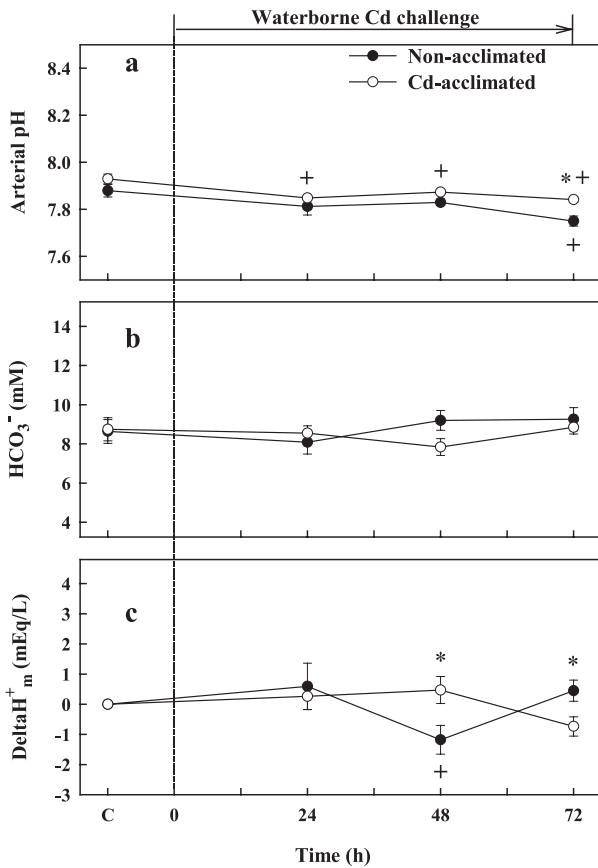 Waterborne Cd challenge
a
Non-acclimated
Cd-acclimated
8.4
8.2
8.0
7.8
7.6
Arterial pH
+
+
*+
+
b
14
12
10
8
6
4
HCO₃⁻ (mM)
c
4
3
2
1
0
-1
-2
-3
DeltaH⁺ₘ (mEq/L)
*
*
+
C 0 24 48 72
Time (h)